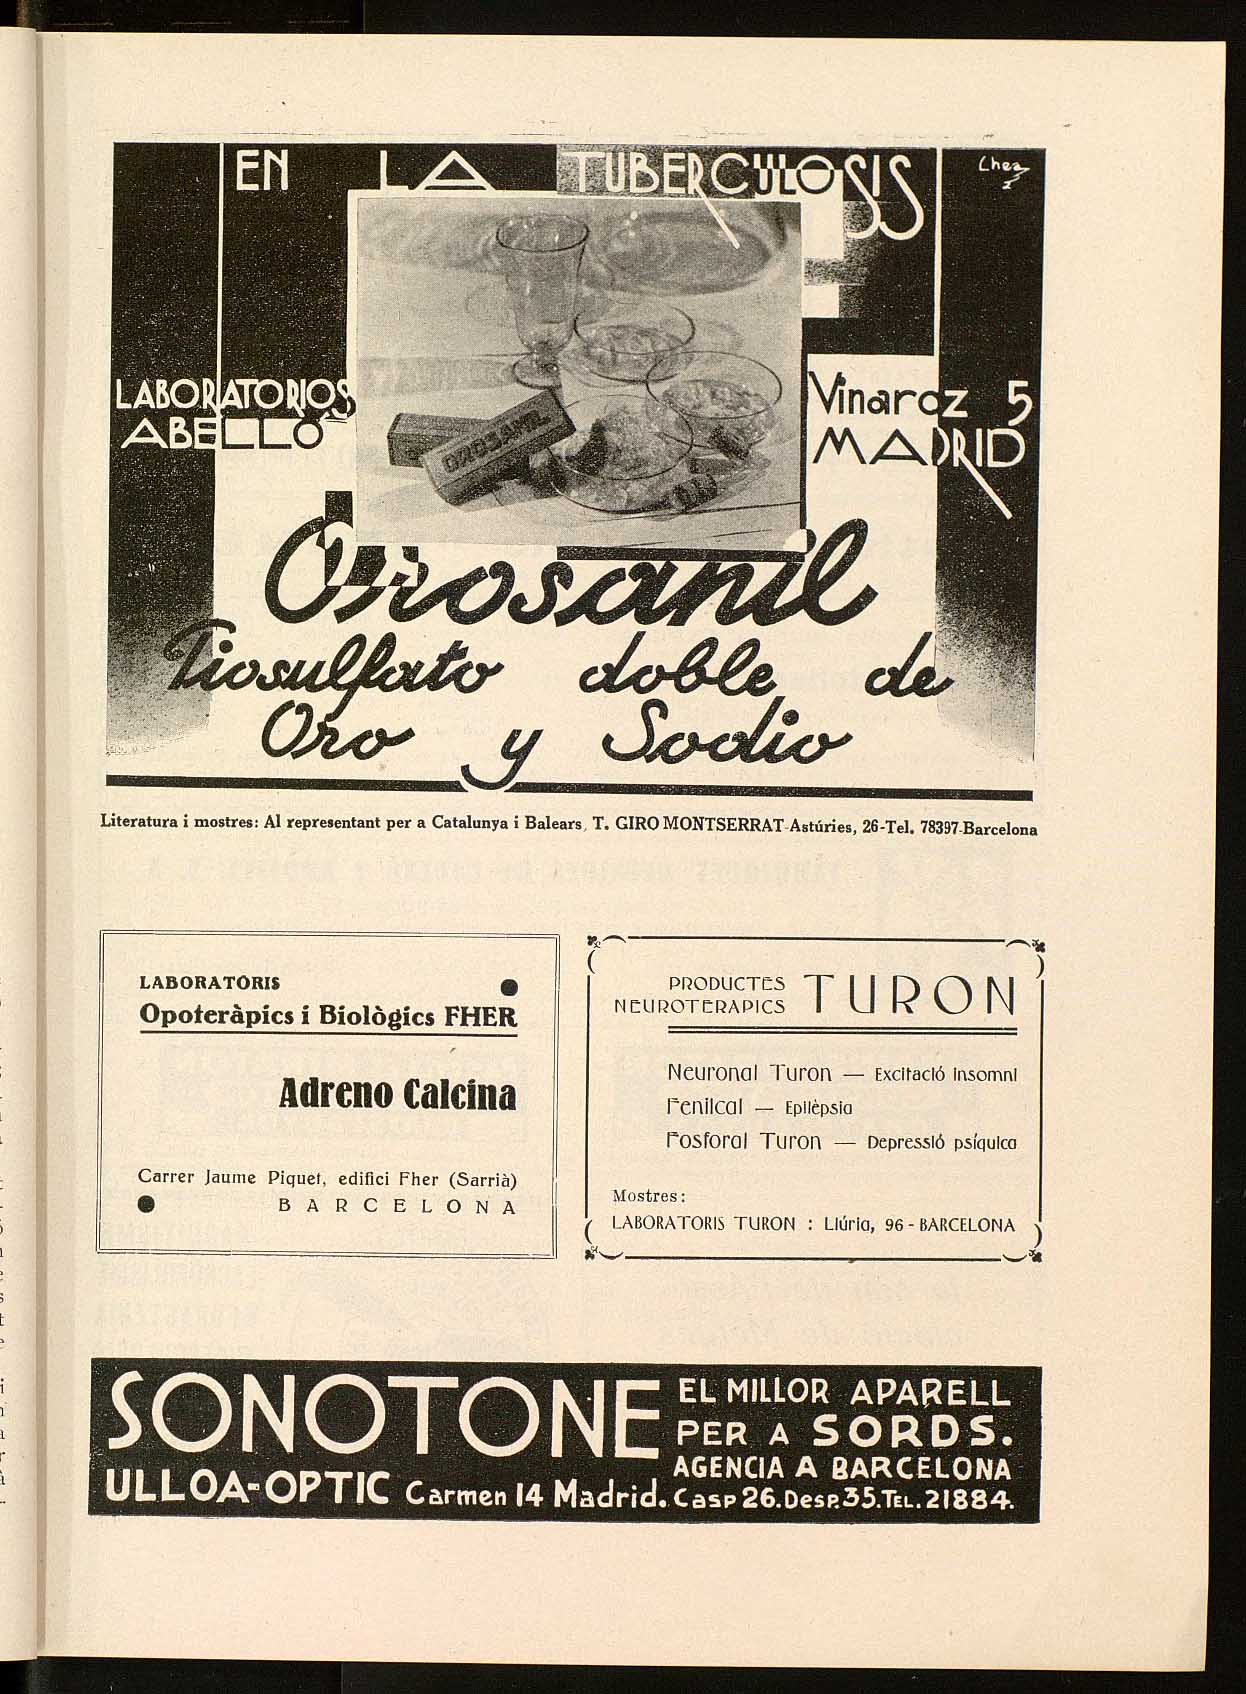 EN LA TUBERCULOSIS
Chez
LABORATORIOS
ABELLÓ
Vinaroz 5
MADRID
OROSANIL
Orosanil
Tiosulfato doble de
Oro y Sodio
Literatura i mostres: Al representant per a Catalunya i Balears, T. GIRO MONTSERRAT-Astúries, 26-Tel. 78397-Barcelona
LABORATORIS
Opoteràpics i Biològics FHER
Adreno Calcina
Carrer Jaume Piquet, edifici Fher (Sarrià)
BARCELONA
PRODUCTES
NEUROTERAPICS
TURON
Neuronal Turon — Excitació Insomni
Fenilcal — Epilèpsia
Fosforal Turon — Depressió psíquica
Mostres:
LABORATORIS TURON : Llúria, 96 - BARCELONA
SONOTONE
EL MILLOR APARELL
PER A SORDS.
AGENCIA A BARCELONA
ULLOA-OPTIC Carmen 14 Madrid. Casp 26. Desp. 35. TEL. 21884.